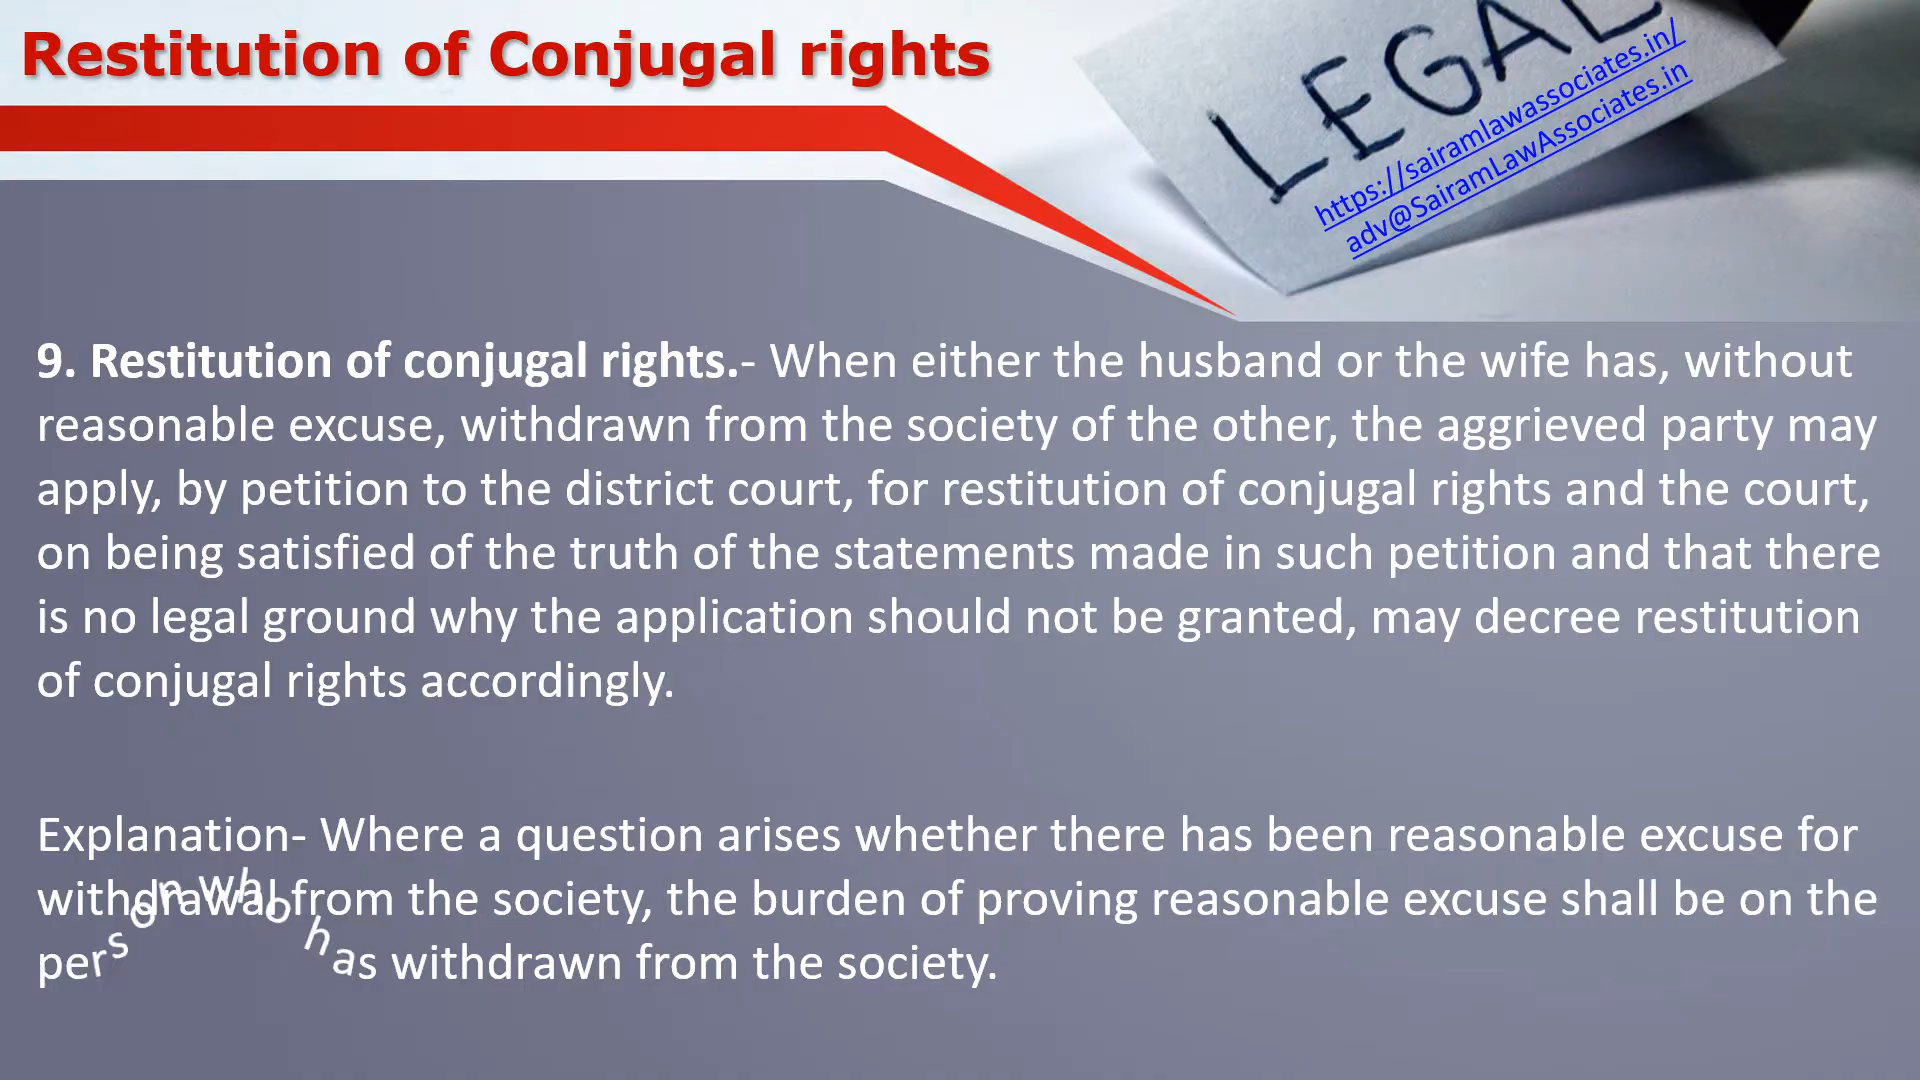 Restitution of Conjugal rights
LEGAL
https://sairamlawassociates.in/
adv@SairamLawAssociates.in
9. Restitution of conjugal rights.- When either the husband or the wife has, without
reasonable excuse, withdrawn from the society of the other, the aggrieved party may
apply, by petition to the district court, for restitution of conjugal rights and the court,
on being satisfied of the truth of the statements made in such petition and that there
is no legal ground why the application should not be granted, may decree restitution
of conjugal rights accordingly.
Explanation- Where a question arises whether there has been reasonable excuse for
withdrawal from the society, the burden of proving reasonable excuse shall be on the
person who has withdrawn from the society.